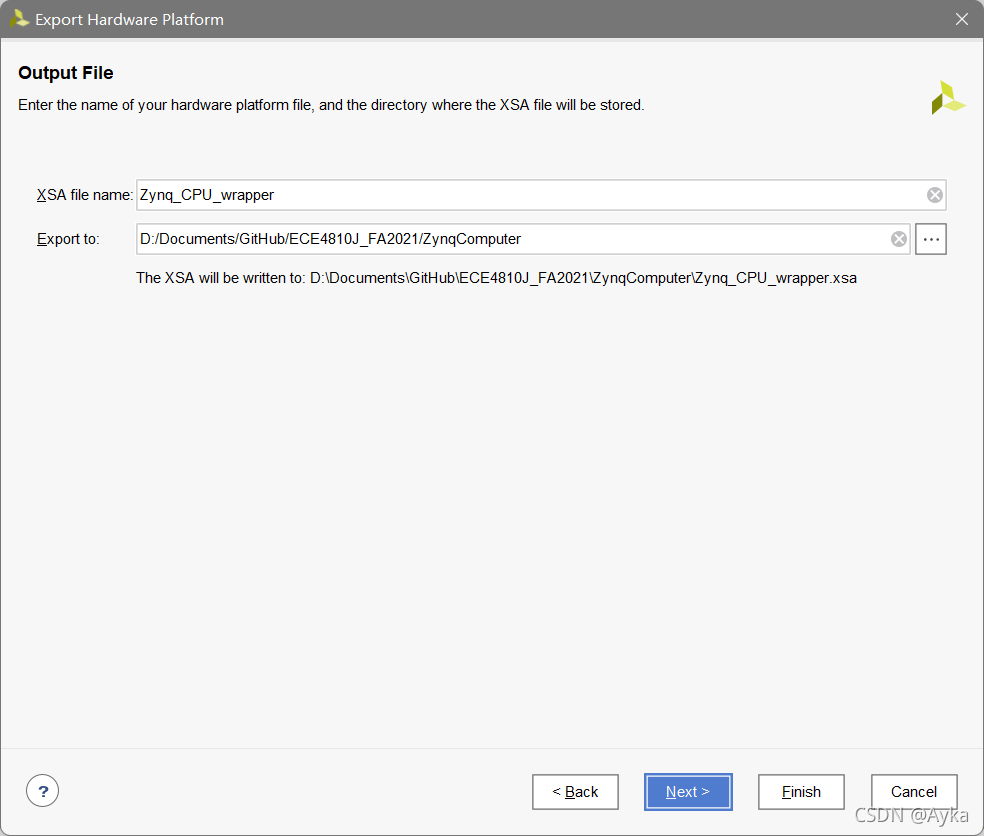 Export Hardware Platform
Output File
Enter the name of your hardware platform file, and the directory where the XSA file will be stored.
XSA file name: Zynq_CPU_wrapper
Export to: D:/Documents/GitHub/ECE4810J_FA2021/ZynqComputer ...
The XSA will be written to: D:\Documents\GitHub\ECE4810J_FA2021\ZynqComputer\Zynq_CPU_wrapper.xsa
? < Back Next > Finish Cancel
CSDN @Ayka